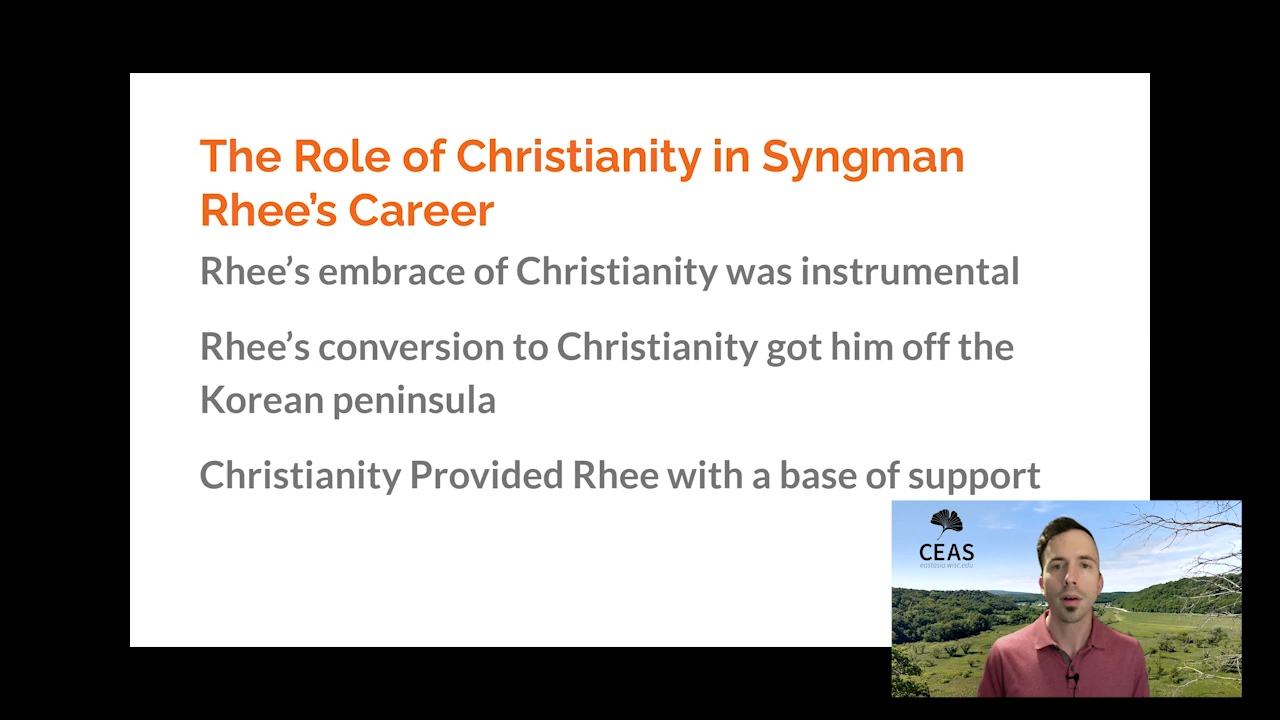 The Role of Christianity in Syngman
Rhee’s Career
Rhee’s embrace of Christianity was instrumental
Rhee’s conversion to Christianity got him off the
Korean peninsula
Christianity Provided Rhee with a base of support
CEAS
eastasia.wisc.edu